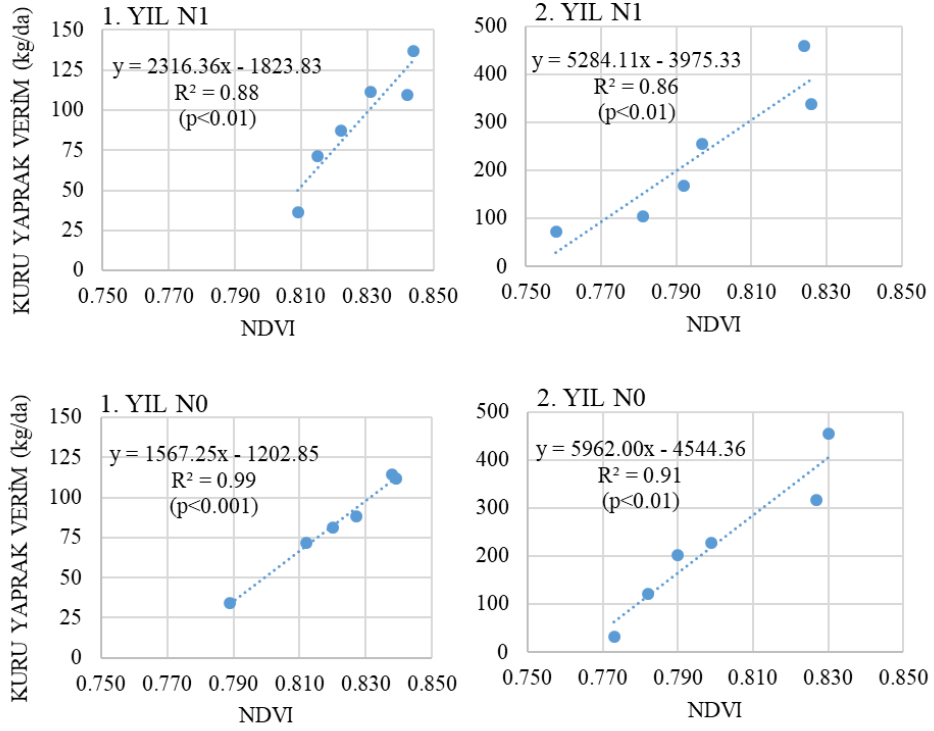 1. YIL N1
KURU YAPRAK VERİM (kg/da)
150
125
100
75
50
25
0
y = 2316.36x - 1823.83
R² = 0.88
(p<0.01)
0.750 0.770 0.790 0.810 0.830 0.850
NDVI
2. YIL N1
500
400
300
200
100
0
y = 5284.11x - 3975.33
R² = 0.86
(p<0.01)
0.750 0.770 0.790 0.810 0.830 0.850
NDVI
1. YIL N0
KURU YAPRAK VERİM (kg/da)
150
125
100
75
50
25
0
y = 1567.25x - 1202.85
R² = 0.99
(p<0.001)
0.750 0.770 0.790 0.810 0.830 0.850
NDVI
2. YIL N0
500
400
300
200
100
0
y = 5962.00x - 4544.36
R² = 0.91
(p<0.01)
0.750 0.770 0.790 0.810 0.830 0.850
NDVI